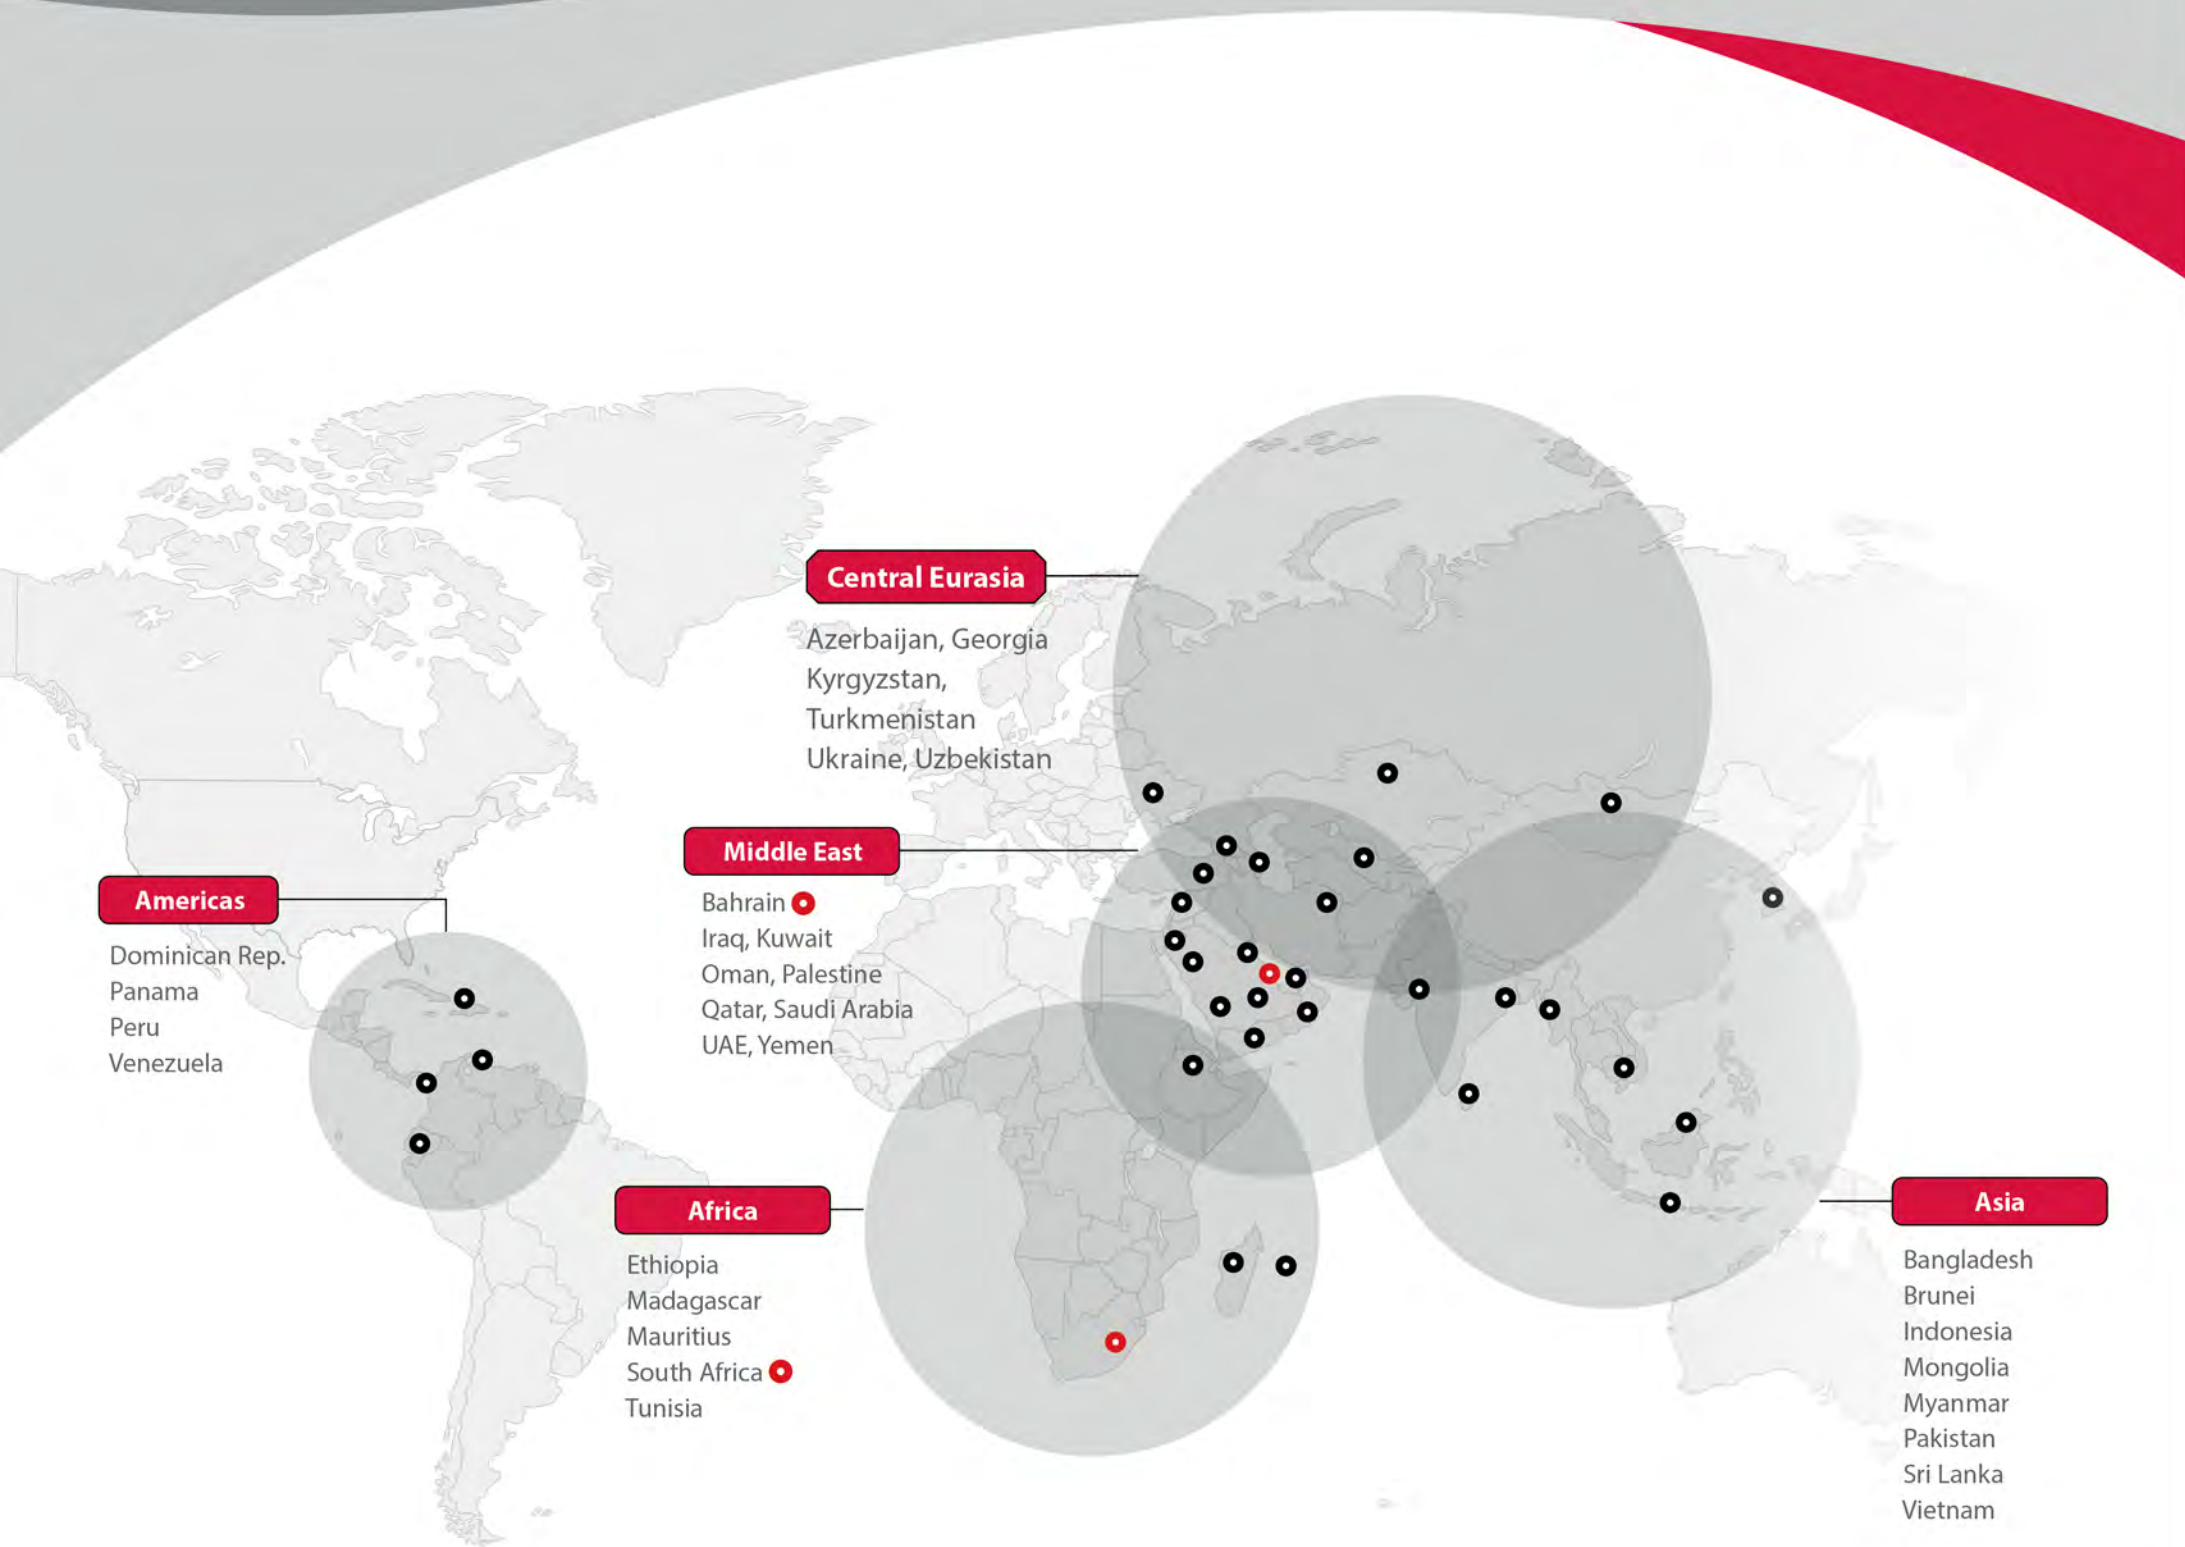 Central Eurasia
Azerbaijan, Georgia
Kyrgyzstan,
Turkmenistan
Ukraine, Uzbekistan
Middle East
Bahrain
Iraq, Kuwait
Oman, Palestine
Qatar, Saudi Arabia
UAE, Yemen
Americas
Dominican Rep.
Panama
Peru
Venezuela
Africa
Ethiopia
Madagascar
Mauritius
South Africa
Tunisia
Asia
Bangladesh
Brunei
Indonesia
Mongolia
Myanmar
Pakistan
Sri Lanka
Vietnam